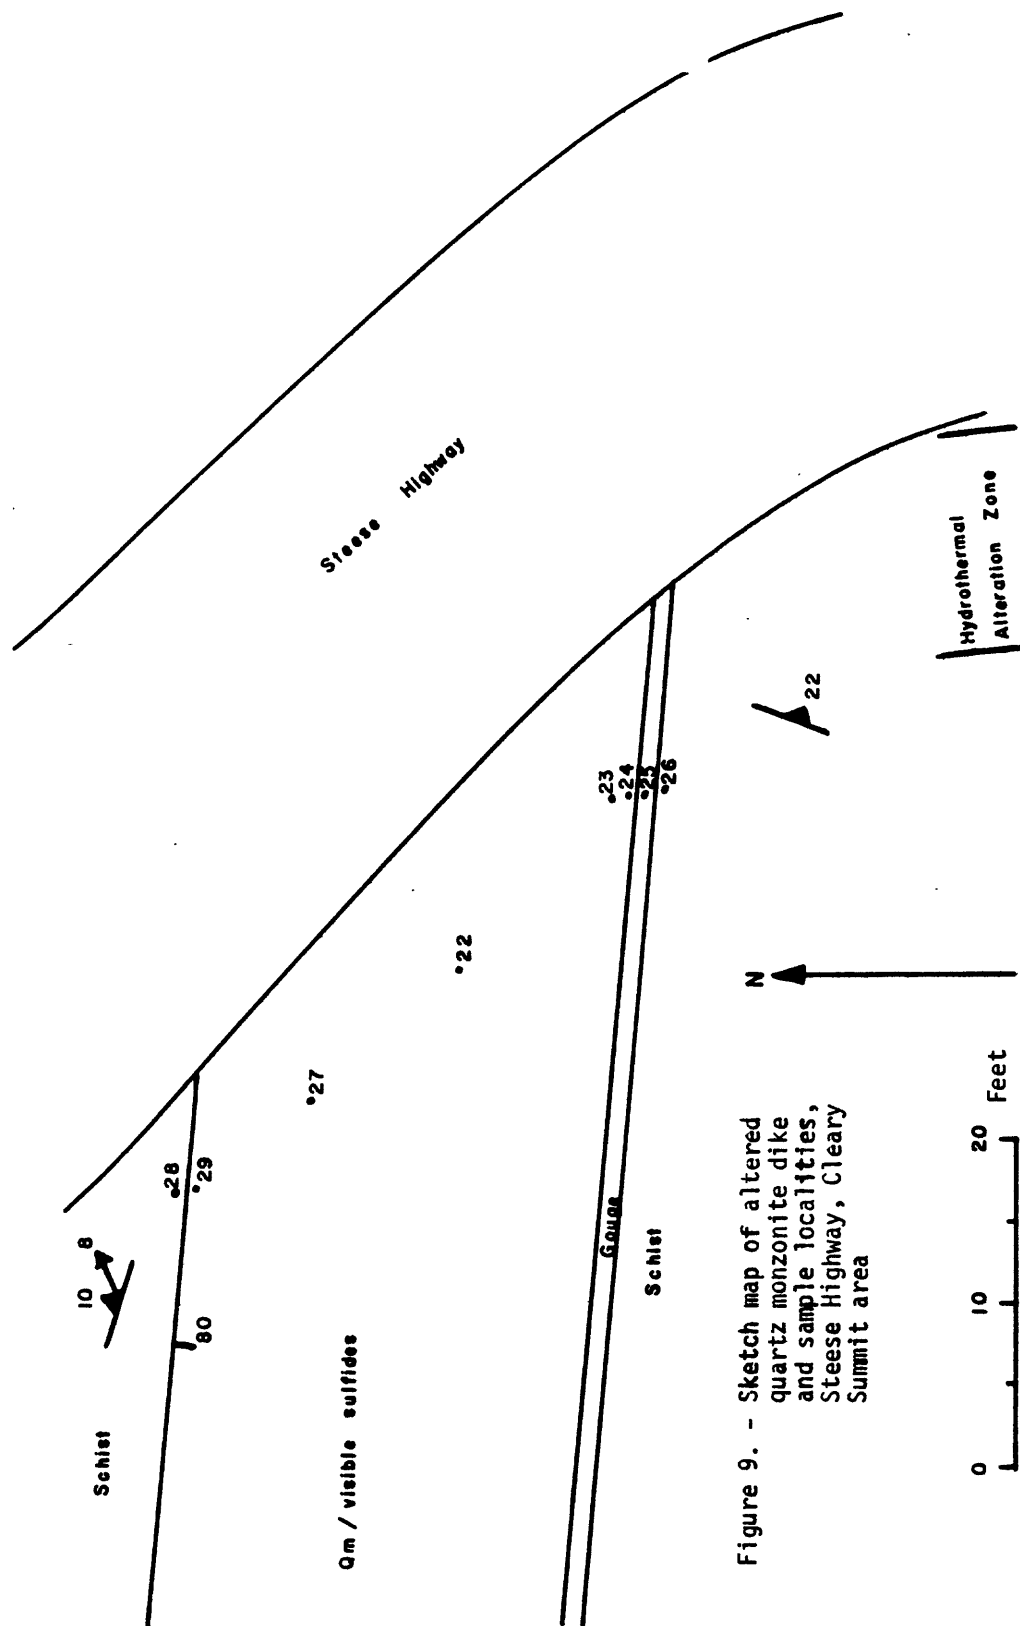 Schist
10
8
80
28
29
Qm / visible sulfides
27
22
Steese Highway
23
24
25
26
Gouge
Schist
22
Hydrothermal
Alteration Zone
N
Figure 9. - Sketch map of altered
quartz monzonite dike
and sample localities,
Steese Highway, Cleary
Summit area
0 10 20 Feet